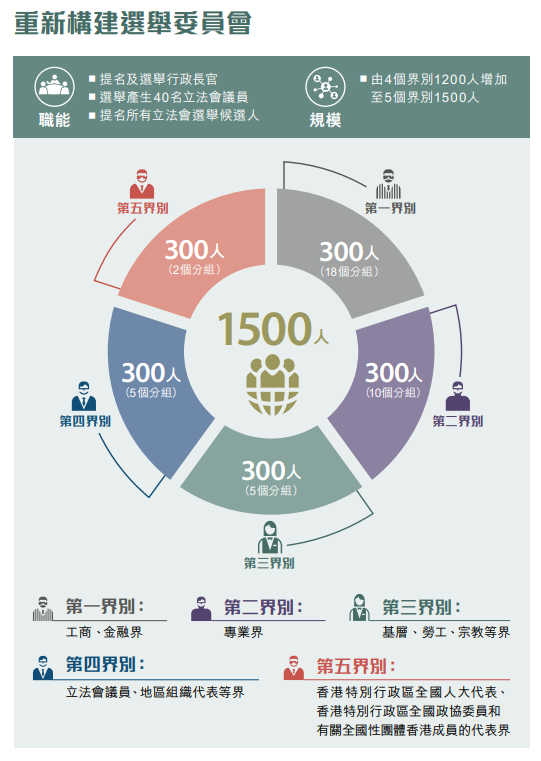 重新構建選舉委員會
職能
■ 提名及選舉行政長官
■ 選舉產生40名立法會議員
■ 提名所有立法會選舉候選人
規模
■ 由4個界別1200人增加
至5個界別1500人
第五界別
第一界別
300人
(2個分組)
300人
(18個分組)
1500人
300人
(5個分組)
300人
(10個分組)
第四界別
第二界別
300人
(5個分組)
第三界別
第一界別：
工商、金融界
第二界別：
專業界
第三界別：
基層、勞工、宗教等界
第四界別：
立法會議員、地區組織代表等界
第五界別：
香港特別行政區全國人大代表、
香港特別行政區全國政協委員和
有關全國性團體香港成員的代表界